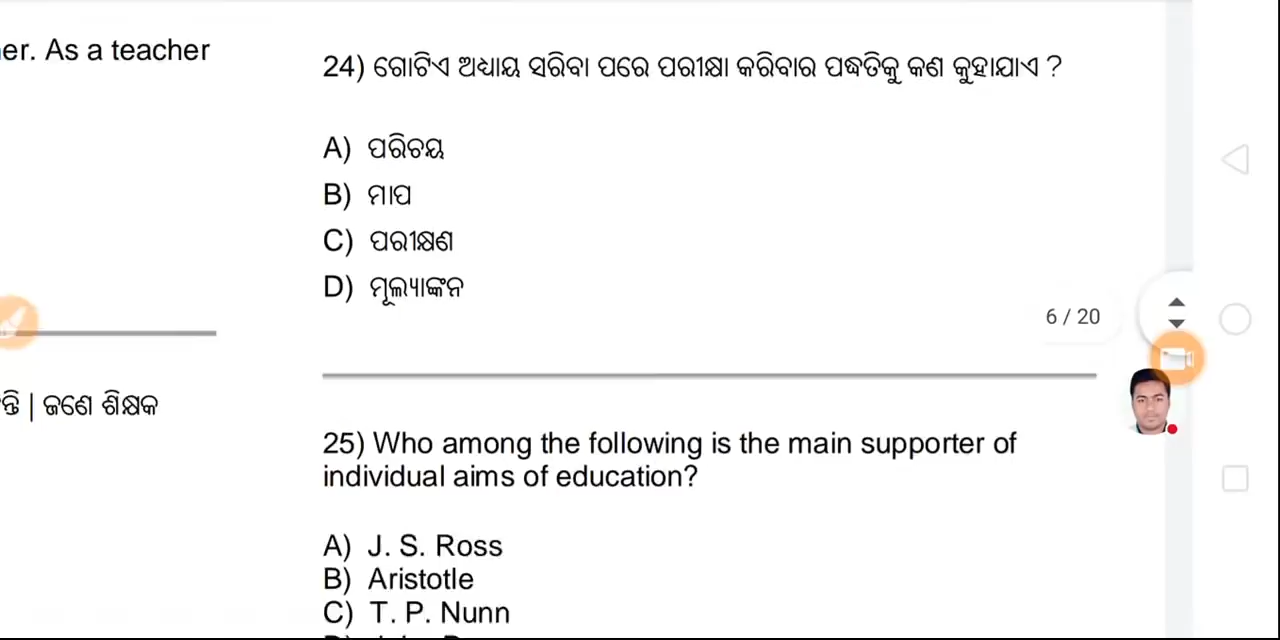 er. As a teacher
24) ଗୋଟିଏ ଅଧ୍ୟାୟ ସରିବା ପରେ ପରୀକ୍ଷା କରିବାର ପଦ୍ଧତିକୁ କଣ କୁହାଯାଏ ?
A) ପରିଚୟ
B) ମାପ
C) ପରୀକ୍ଷଣ
D) ମୂଲ୍ୟାଙ୍କନ
6 / 20
ନ୍ତି | ଜଣେ ଶିକ୍ଷକ
25) Who among the following is the main supporter of
individual aims of education?
A) J. S. Ross
B) Aristotle
C) T. P. Nunn